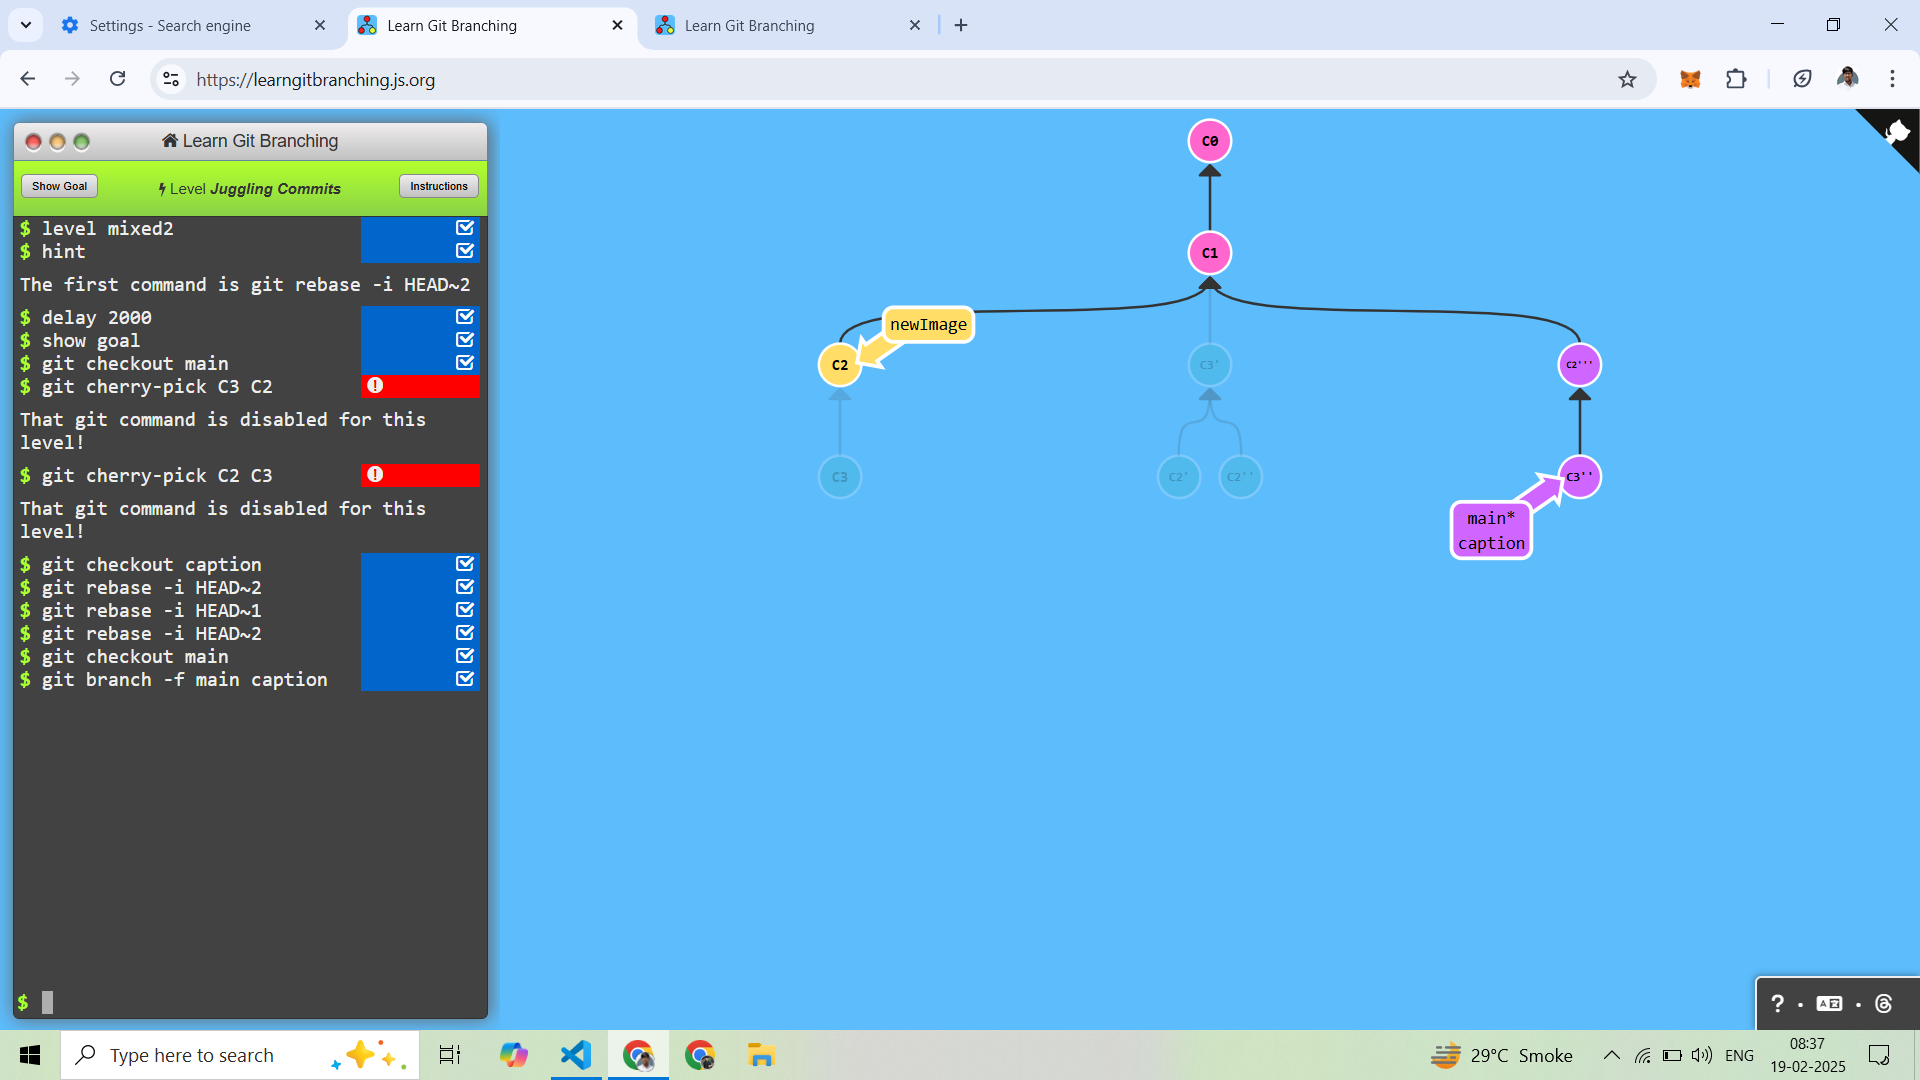 Settings - Search engine
Learn Git Branching
Learn Git Branching
https://learngitbranching.js.org
Learn Git Branching
Show Goal
Level Juggling Commits
Instructions
$ level mixed2
$ hint
The first command is git rebase -i HEAD~2
$ delay 2000
$ show goal
$ git checkout main
$ git cherry-pick C3 C2
That git command is disabled for this
level!
$ git cherry-pick C2 C3
That git command is disabled for this
level!
$ git checkout caption
$ git rebase -i HEAD~2
$ git rebase -i HEAD~1
$ git rebase -i HEAD~2
$ git checkout main
$ git branch -f main caption
$
C0
C1
newImage
C2
C3'
C2'''
C3
C2'
C2''
C3''
main*
caption
?
Type here to search
29°C Smoke
ENG
08:37
19-02-2025